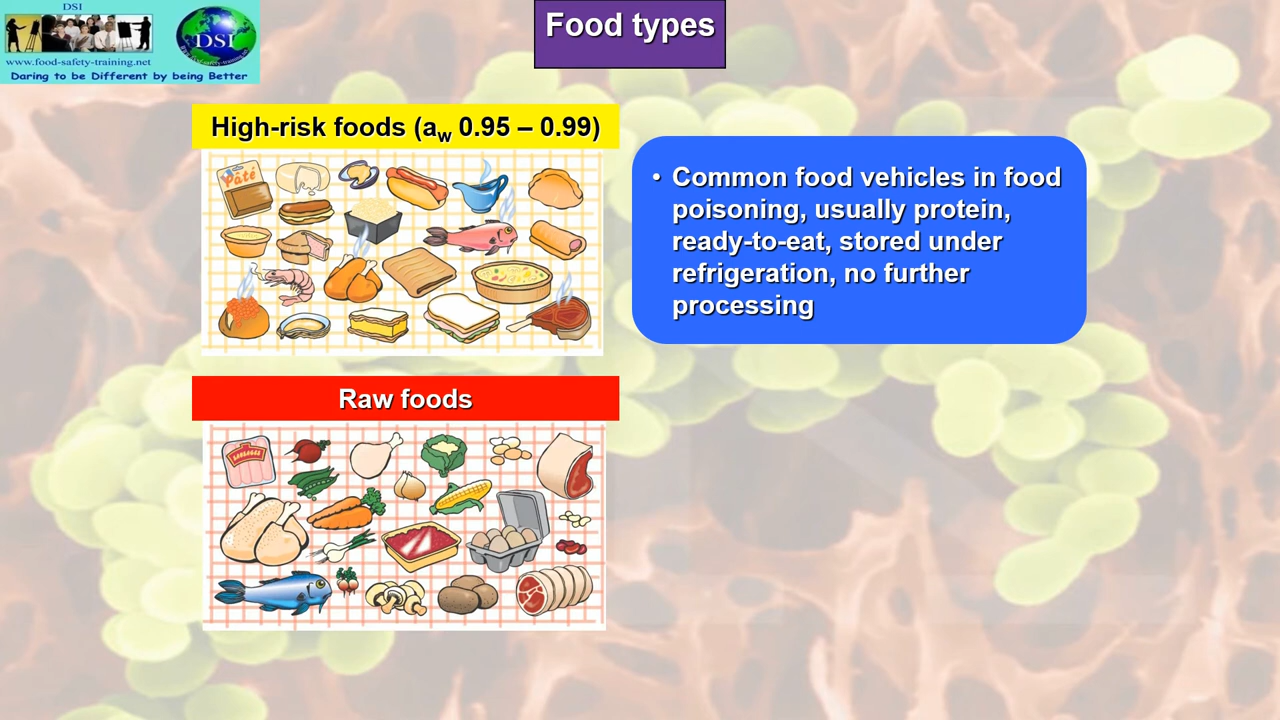 DSI
DSI
www.food-safety-training.net
Daring to be Different by being Better
Food types
High-risk foods (aw 0.95 – 0.99)
Pâté
• Common food vehicles in food
poisoning, usually protein,
ready-to-eat, stored under
refrigeration, no further
processing
Raw foods
SAUSAGES